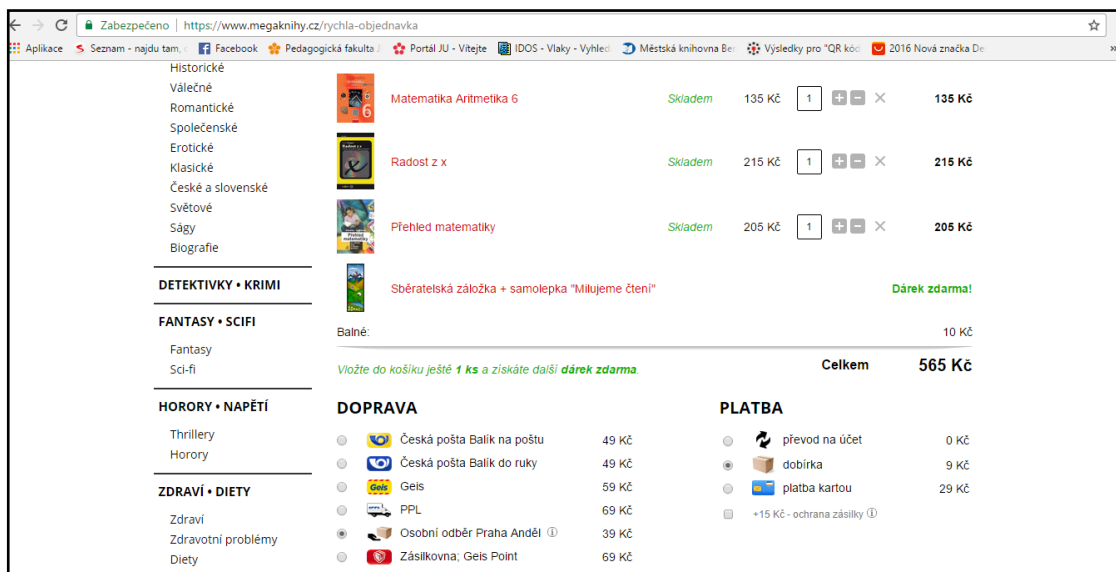 Zabezpečeno | https://www.megaknihy.cz/rychla-objednavka
Aplikace Seznam - najdu tam, Facebook Pedagogická fakulta J Portál JU - Vítejte IDOS - Vlaky - Vyhled Městská knihovna Ber Výsledky pro "QR kód 2016 Nová značka De »
Historické
Válečné
Romantické
Společenské
Erotické
Klasické
České a slovenské
Světové
Ságy
Biografie
DETEKTIVKY • KRIMI
FANTASY • SCIFI
Fantasy
Sci-fi
HORORY • NAPĚTÍ
Thrillery
Horory
ZDRAVÍ • DIETY
Zdraví
Zdravotní problémy
Diety
Matematika Aritmetika 6 Skladem 135 Kč 1 135 Kč
Radost z x Skladem 215 Kč 1 215 Kč
Přehled matematiky Skladem 205 Kč 1 205 Kč
Sběratelská záložka + samolepka "Milujeme čtení" Dárek zdarma!
Balné: 10 Kč
Vložte do košíku ještě 1 ks a získáte další dárek zdarma. Celkem 565 Kč
DOPRAVA
Česká pošta Balík na poštu 49 Kč
Česká pošta Balík do ruky 49 Kč
Geis Geis 59 Kč
PPL 69 Kč
Osobní odběr Praha Anděl 39 Kč
Zásilkovna; Geis Point 69 Kč
PLATBA
převod na účet 0 Kč
dobírka 9 Kč
platba kartou 29 Kč
+15 Kč - ochrana zásilky